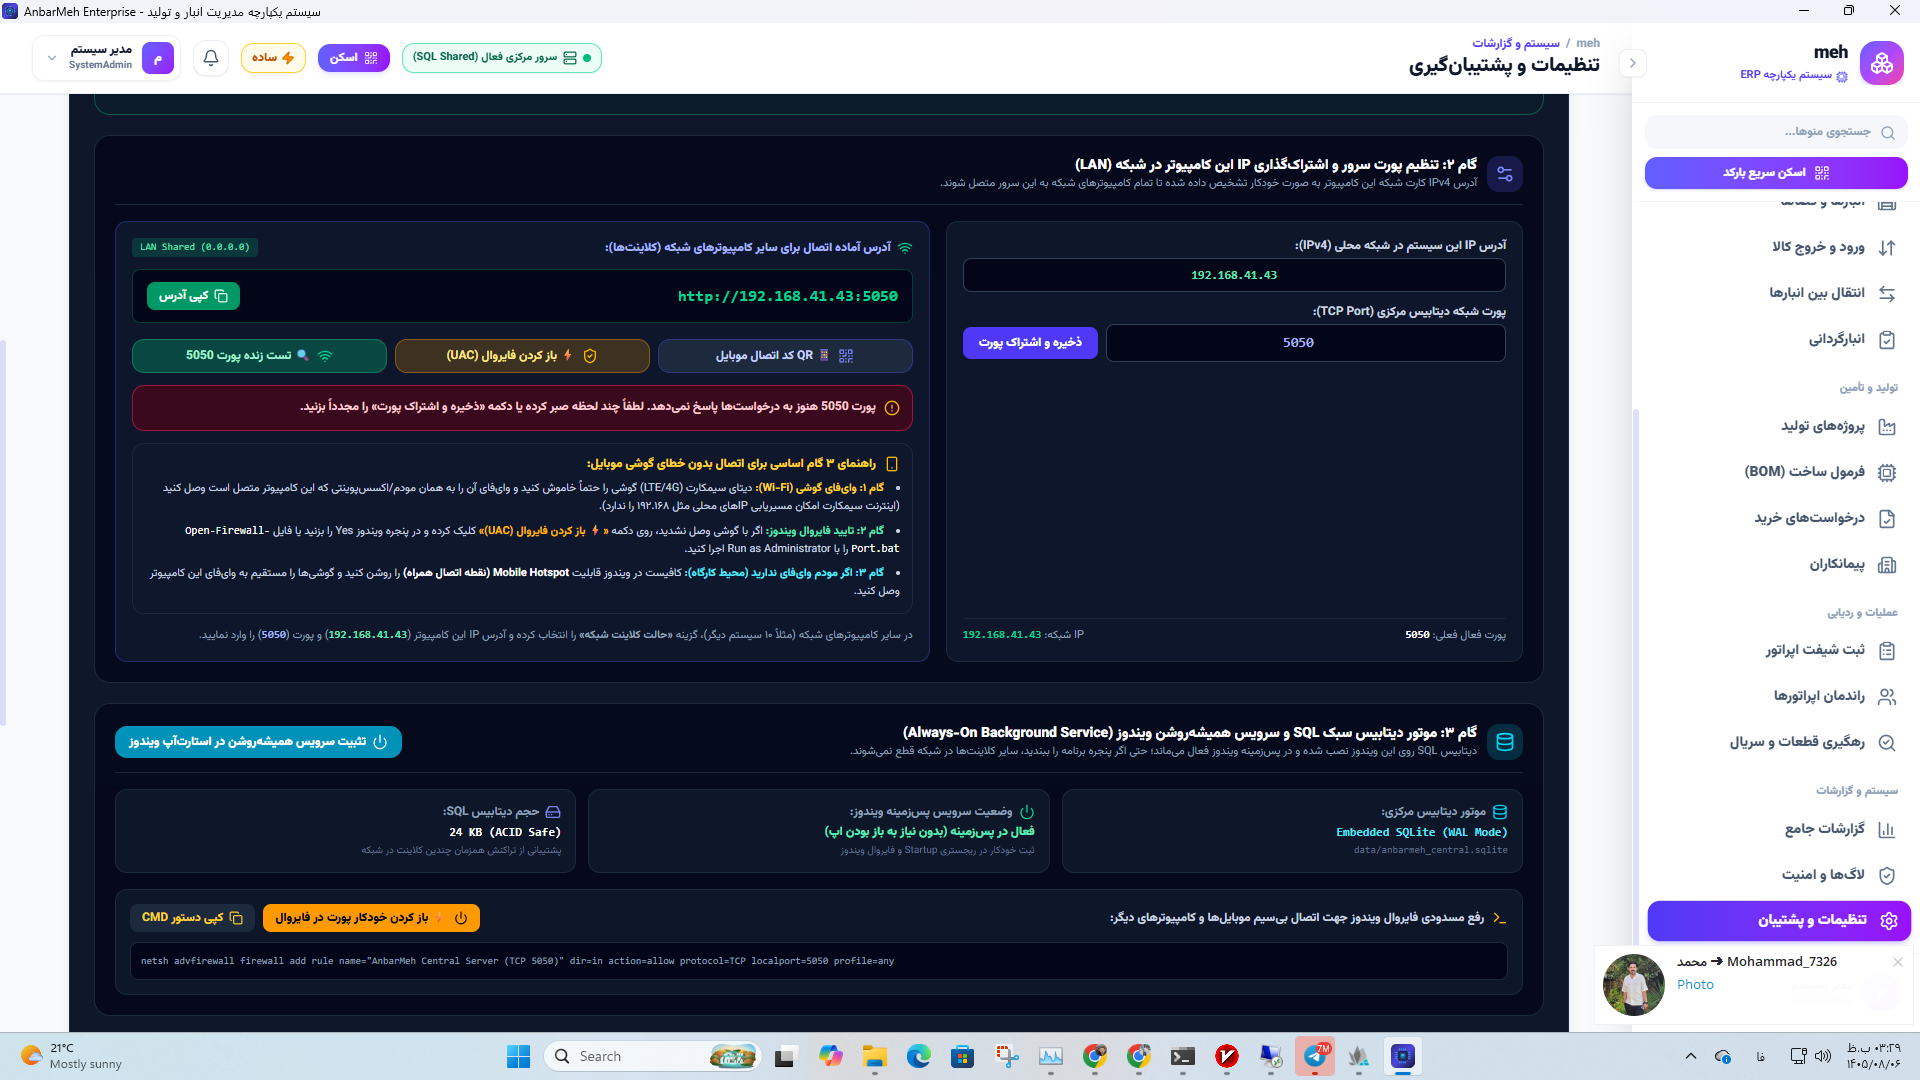 AnbarMeh Enterprise - سیستم یکپارچه مدیریت انبار و تولید
meh
سیستم یکپارچه ERP
meh / سیستم و گزارشات
تنظیمات و پشتیبان‌گیری
سرور مرکزی فعال (SQL Shared)
اسکن
ساده
م
مدیر سیستم
SystemAdmin
جستجوی منوها...
اسکن سریع بارکد
ورود و خروج کالا
انتقال بین انبارها
انبارگردانی
تولید و تأمین
پروژه‌های تولید
فرمول ساخت (BOM)
درخواست‌های خرید
پیمانکاران
عملیات و ردیابی
ثبت شیفت اپراتور
راندمان اپراتورها
رهگیری قطعات و سریال
سیستم و گزارشات
گزارشات جامع
لاگ‌ها و امنیت
تنظیمات و پشتیبان
گام ۲: تنظیم پورت سرور و اشتراک‌گذاری IP این کامپیوتر در شبکه (LAN)
آدرس IPv4 کارت شبکه این کامپیوتر به صورت خودکار تشخیص داده شده تا تمام کامپیوترهای شبکه به این سرور متصل شوند.
آدرس IP این سیستم در شبکه محلی (IPv4):
192.168.41.43
پورت شبکه دیتابیس مرکزی (TCP Port):
5050
ذخیره و اشتراک پورت
پورت فعال فعلی: 5050
IP شبکه: 192.168.41.43
آدرس آماده اتصال برای سایر کامپیوترهای شبکه (کلاینت‌ها):
LAN Shared (0.0.0.0)
http://192.168.41.43:5050
کپی آدرس
QR کد اتصال موبایل
باز کردن فایروال (UAC)
تست زنده پورت 5050
پورت 5050 هنوز به درخواست‌ها پاسخ نمی‌دهد. لطفاً چند لحظه صبر کرده یا دکمه «ذخیره و اشتراک پورت» را مجدداً بزنید.
راهنمای ۳ گام اساسی برای اتصال بدون خطای گوشی موبایل:
• گام ۱: وای‌فای گوشی (Wi-Fi): دیتای سیمکارت (LTE/4G) گوشی را حتماً خاموش کنید و وای‌فای آن را به همان مودم/اکسس‌پوینتی که این کامپیوتر متصل است وصل کنید
(اینترنت سیمکارت امکان مسیریابی IPهای محلی مثل ۱۹۲.۱۶۸ را ندارد).
• گام ۲: تایید فایروال ویندوز: اگر با گوشی وصل نشدید، روی دکمه «⚡ باز کردن فایروال (UAC)» کلیک کرده و در پنجره ویندوز Yes را بزنید یا فایل Open-Firewall-
Port.bat را با Run as Administrator اجرا کنید.
• گام ۳: اگر مودم وای‌فای ندارید (محیط کارگاه): کافیست در ویندوز قابلیت Mobile Hotspot (نقطه اتصال همراه) را روشن کنید و گوشی‌ها را مستقیم به وای‌فای این کامپیوتر
وصل کنید.
در سایر کامپیوترهای شبکه (مثلاً ۱۰ سیستم دیگر)، گزینه «حالت کلاینت شبکه» را انتخاب کرده و آدرس IP این کامپیوتر (192.168.41.43) و پورت (5050) را وارد نمایید.
گام ۳: موتور دیتابیس سبک SQL و سرویس همیشه‌روشن ویندوز (Always-On Background Service)
دیتابیس SQL روی این ویندوز نصب شده و در پس‌زمینه ویندوز فعال می‌ماند؛ حتی اگر پنجره برنامه را ببندید، سایر کلاینت‌ها در شبکه قطع نمی‌شوند.
تثبیت سرویس همیشه‌روشن در استارت‌آپ ویندوز
موتور دیتابیس مرکزی:
Embedded SQLite (WAL Mode)
data/anbarmeh_central.sqlite
وضعیت سرویس پس‌زمینه ویندوز:
فعال در پس‌زمینه (بدون نیاز به باز بودن اپ)
ثبت خودکار در ریجستری Startup و فایروال ویندوز
حجم دیتابیس SQL:
24 KB (ACID Safe)
پشتیبانی از تراکنش همزمان چندین کلاینت در شبکه
رفع مسدودی فایروال ویندوز جهت اتصال بی‌سیم موبایل‌ها و کامپیوترهای دیگر:
باز کردن خودکار پورت در فایروال
کپی دستور CMD
netsh advfirewall firewall add rule name="AnbarMeh Central Server (TCP 5050)" dir=in action=allow protocol=TCP localport=5050 profile=any
محمد ➔ Mohammad_7326
Photo
21°C
Mostly sunny
Search
7M
فا
۰۳:۲۹ ب.ظ
۱۴۰۵/۰۸/۰۶